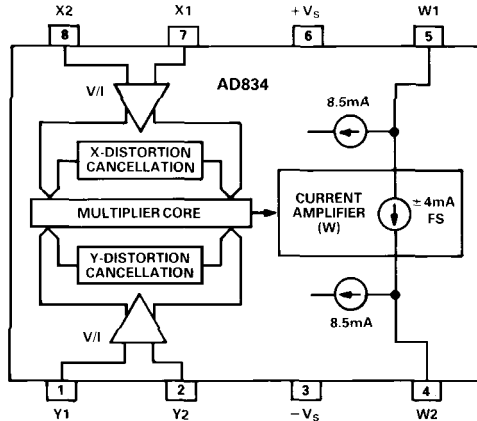 X2 X1 +VS W1
8 7 6 5
V/I AD834
8.5mA
X-DISTORTION
CANCELLATION
MULTIPLIER CORE
CURRENT
AMPLIFIER
(W)
±4mA
FS
Y-DISTORTION
CANCELLATION
8.5mA
V/I
1 2 3 4
Y1 Y2 −VS W2